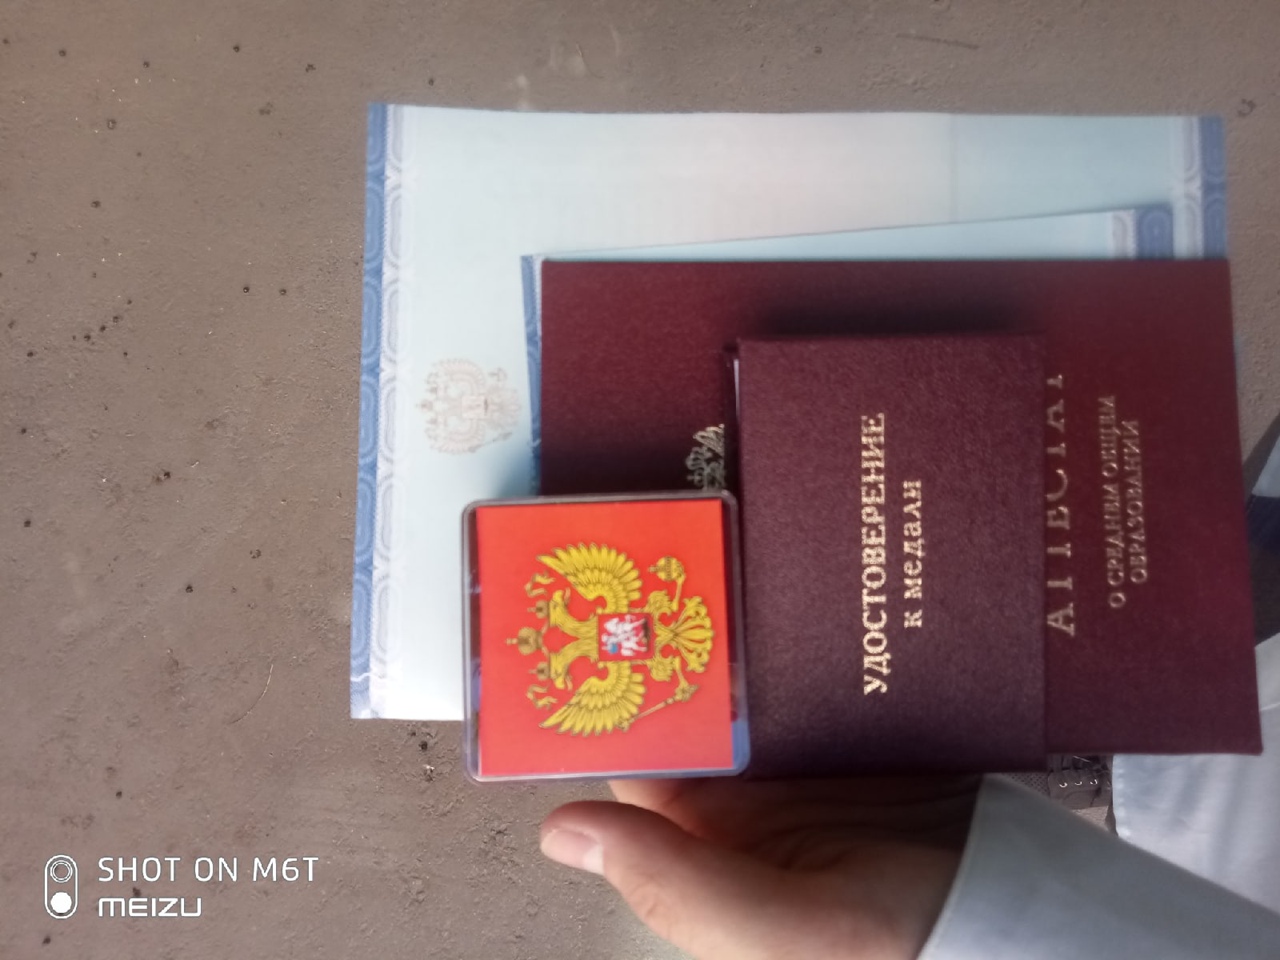 УДОСТОВЕРЕНИЕ
к медали
АТТЕСТАТ
О СРЕДНЕМ ОБЩЕМ
ОБРАЗОВАНИИ
SHOT ON M6T
MEIZU